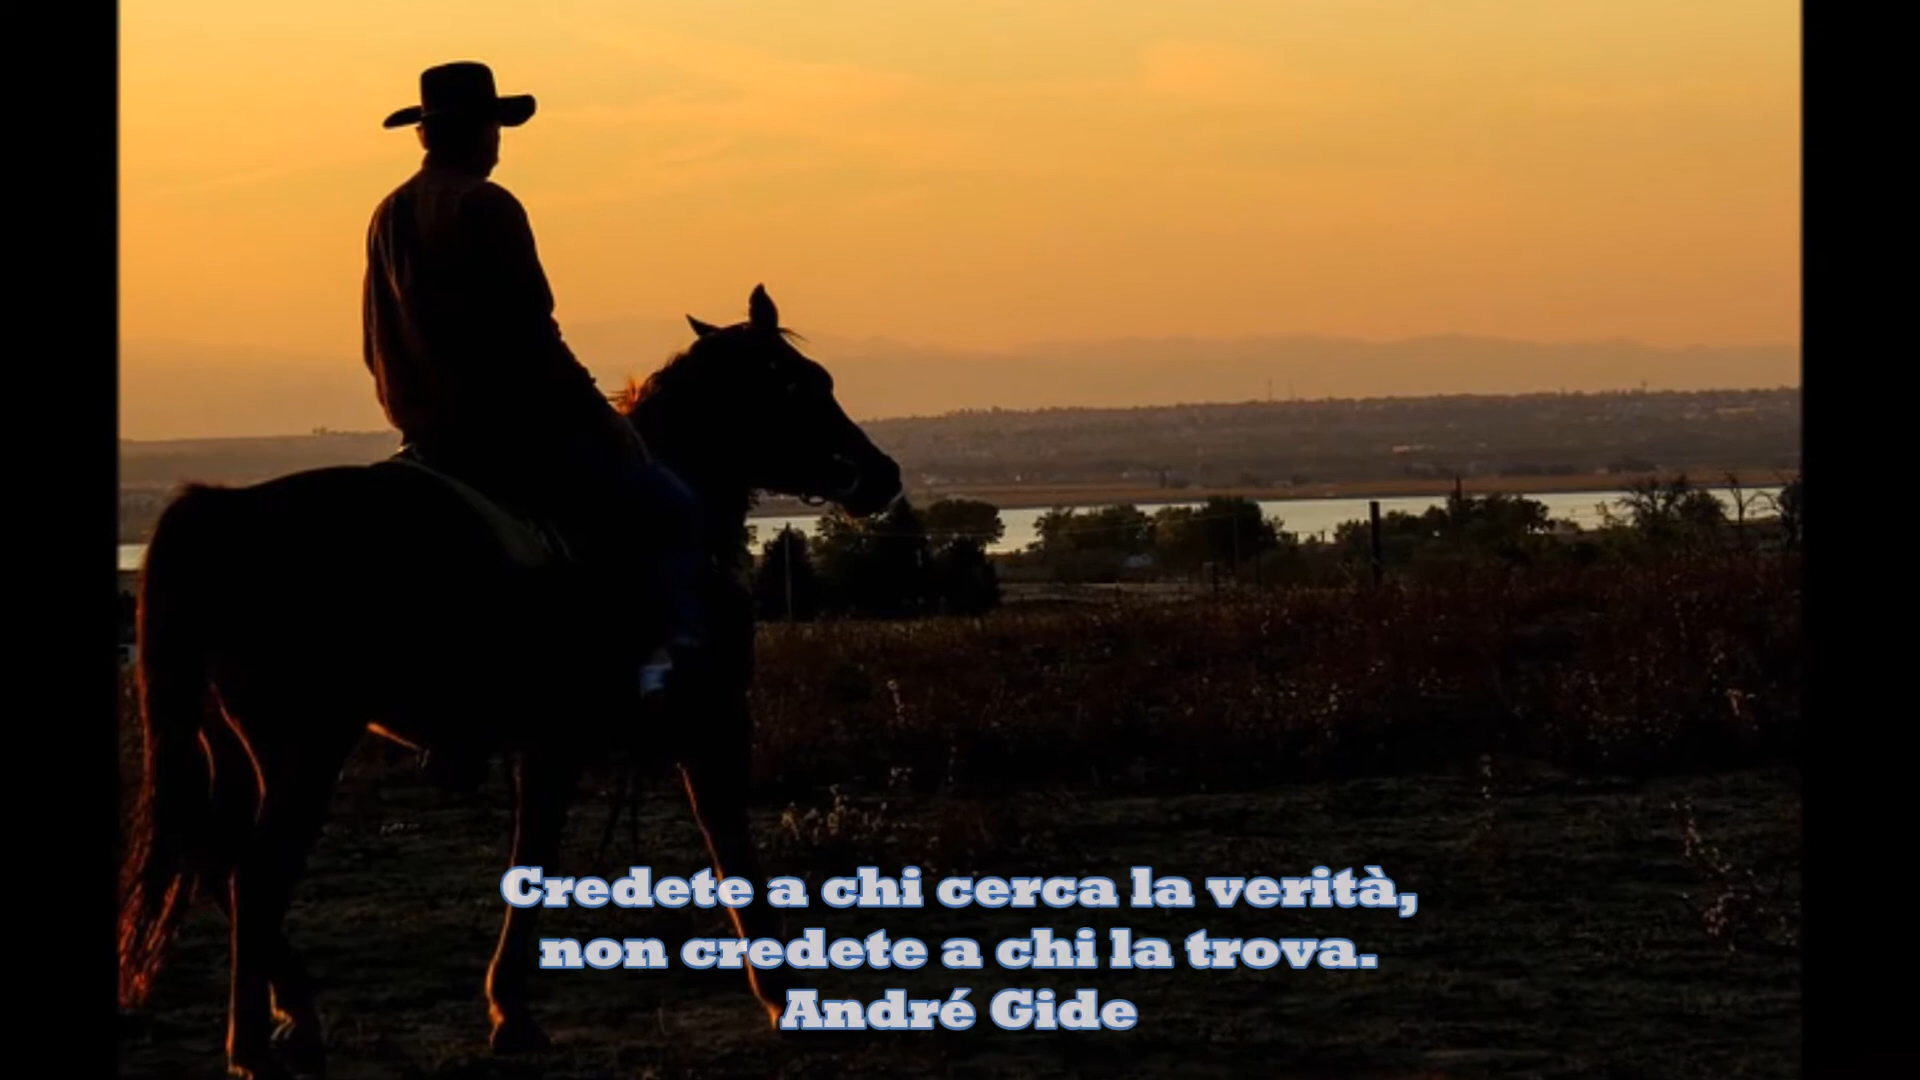 Credete a chi cerca la verità,
non credete a chi la trova.
André Gide